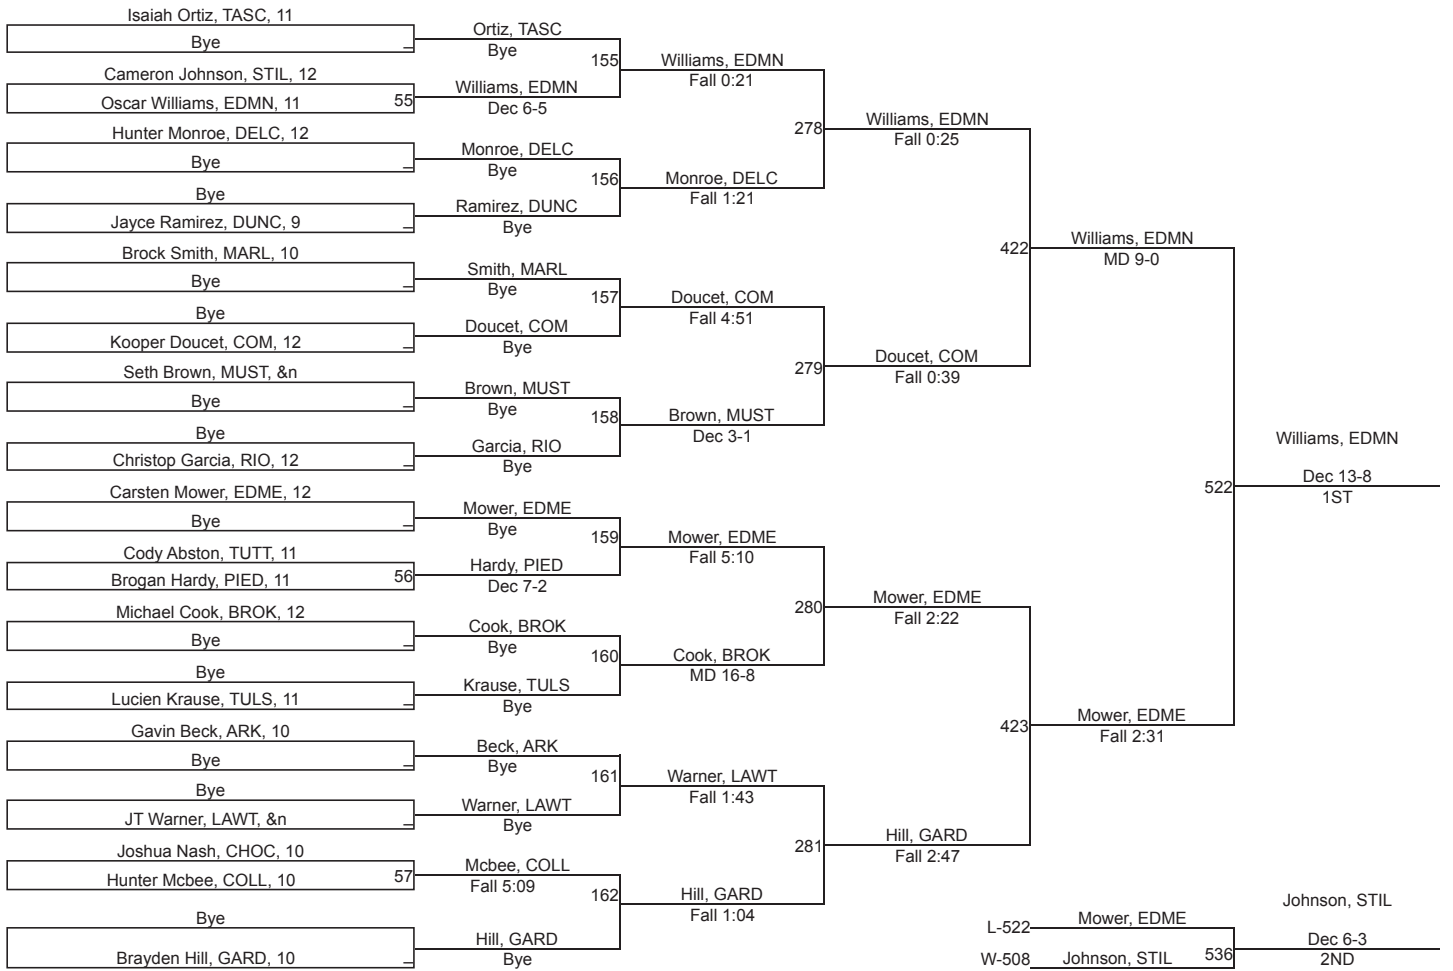 Isaiah Ortiz, TASC, 11
Bye
Cameron Johnson, STIL, 12
Oscar Williams, EDMN, 11
55
Hunter Monroe, DELC, 12
Bye
Bye
Jayce Ramirez, DUNC, 9
Brock Smith, MARL, 10
Bye
Bye
Kooper Doucet, COM, 12
Seth Brown, MUST, &n
Bye
Bye
Christop Garcia, RIO, 12
Carsten Mower, EDME, 12
Bye
Cody Abston, TUTT, 11
Brogan Hardy, PIED, 11
56
Michael Cook, BROK, 12
Bye
Bye
Lucien Krause, TULS, 11
Gavin Beck, ARK, 10
Bye
Bye
JT Warner, LAWT, &n
Joshua Nash, CHOC, 10
Hunter Mcbee, COLL, 10
57
Bye
Brayden Hill, GARD, 10
Ortiz, TASC
Bye
155
Williams, EDMN
Dec 6-5
Monroe, DELC
Bye
156
Ramirez, DUNC
Bye
Smith, MARL
Bye
157
Doucet, COM
Bye
Brown, MUST
Bye
158
Garcia, RIO
Bye
Mower, EDME
Bye
159
Hardy, PIED
Dec 7-2
Cook, BROK
Bye
160
Krause, TULS
Bye
Beck, ARK
Bye
161
Warner, LAWT
Bye
Mcbee, COLL
Fall 5:09
162
Hill, GARD
Bye
Williams, EDMN
Fall 0:21
278
Monroe, DELC
Fall 1:21
Doucet, COM
Fall 4:51
279
Brown, MUST
Dec 3-1
Mower, EDME
Fall 5:10
280
Cook, BROK
MD 16-8
Warner, LAWT
Fall 1:43
281
Hill, GARD
Fall 1:04
Williams, EDMN
Fall 0:25
422
Doucet, COM
Fall 0:39
Mower, EDME
Fall 2:22
423
Hill, GARD
Fall 2:47
Williams, EDMN
MD 9-0
522
Mower, EDME
Fall 2:31
Williams, EDMN
Dec 13-8
1ST
L-522
Mower, EDME
W-508
Johnson, STIL
536
Johnson, STIL
Dec 6-3
2ND